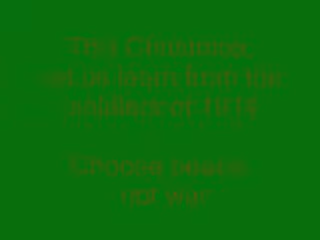 This Christmas,
let us learn from the
soldiers of 1914
Choose peace
not war